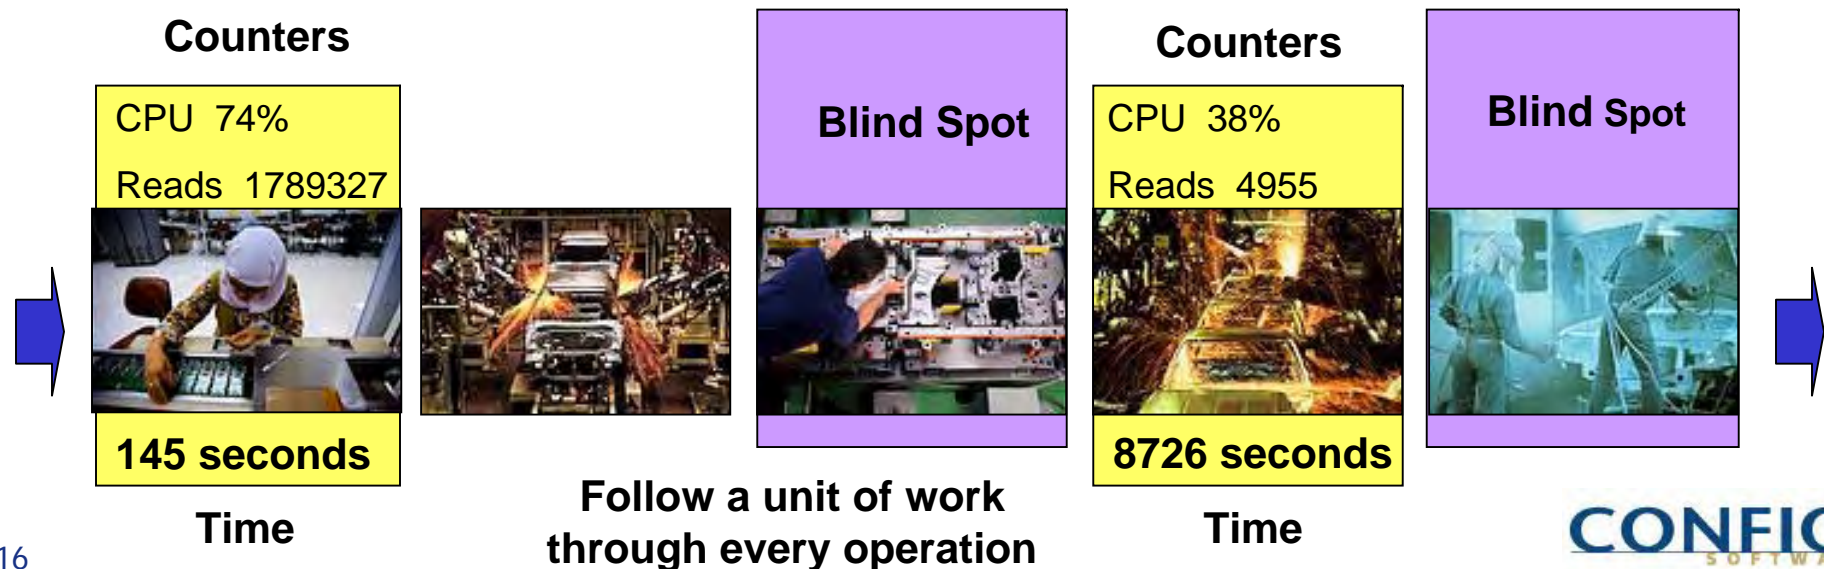 Counters
CPU 74%
Reads 1789327
145 seconds
Time
Blind Spot
Follow a unit of work
through every operation
Counters
CPU 38%
Reads 4955
8726 seconds
Time
Blind Spot
16